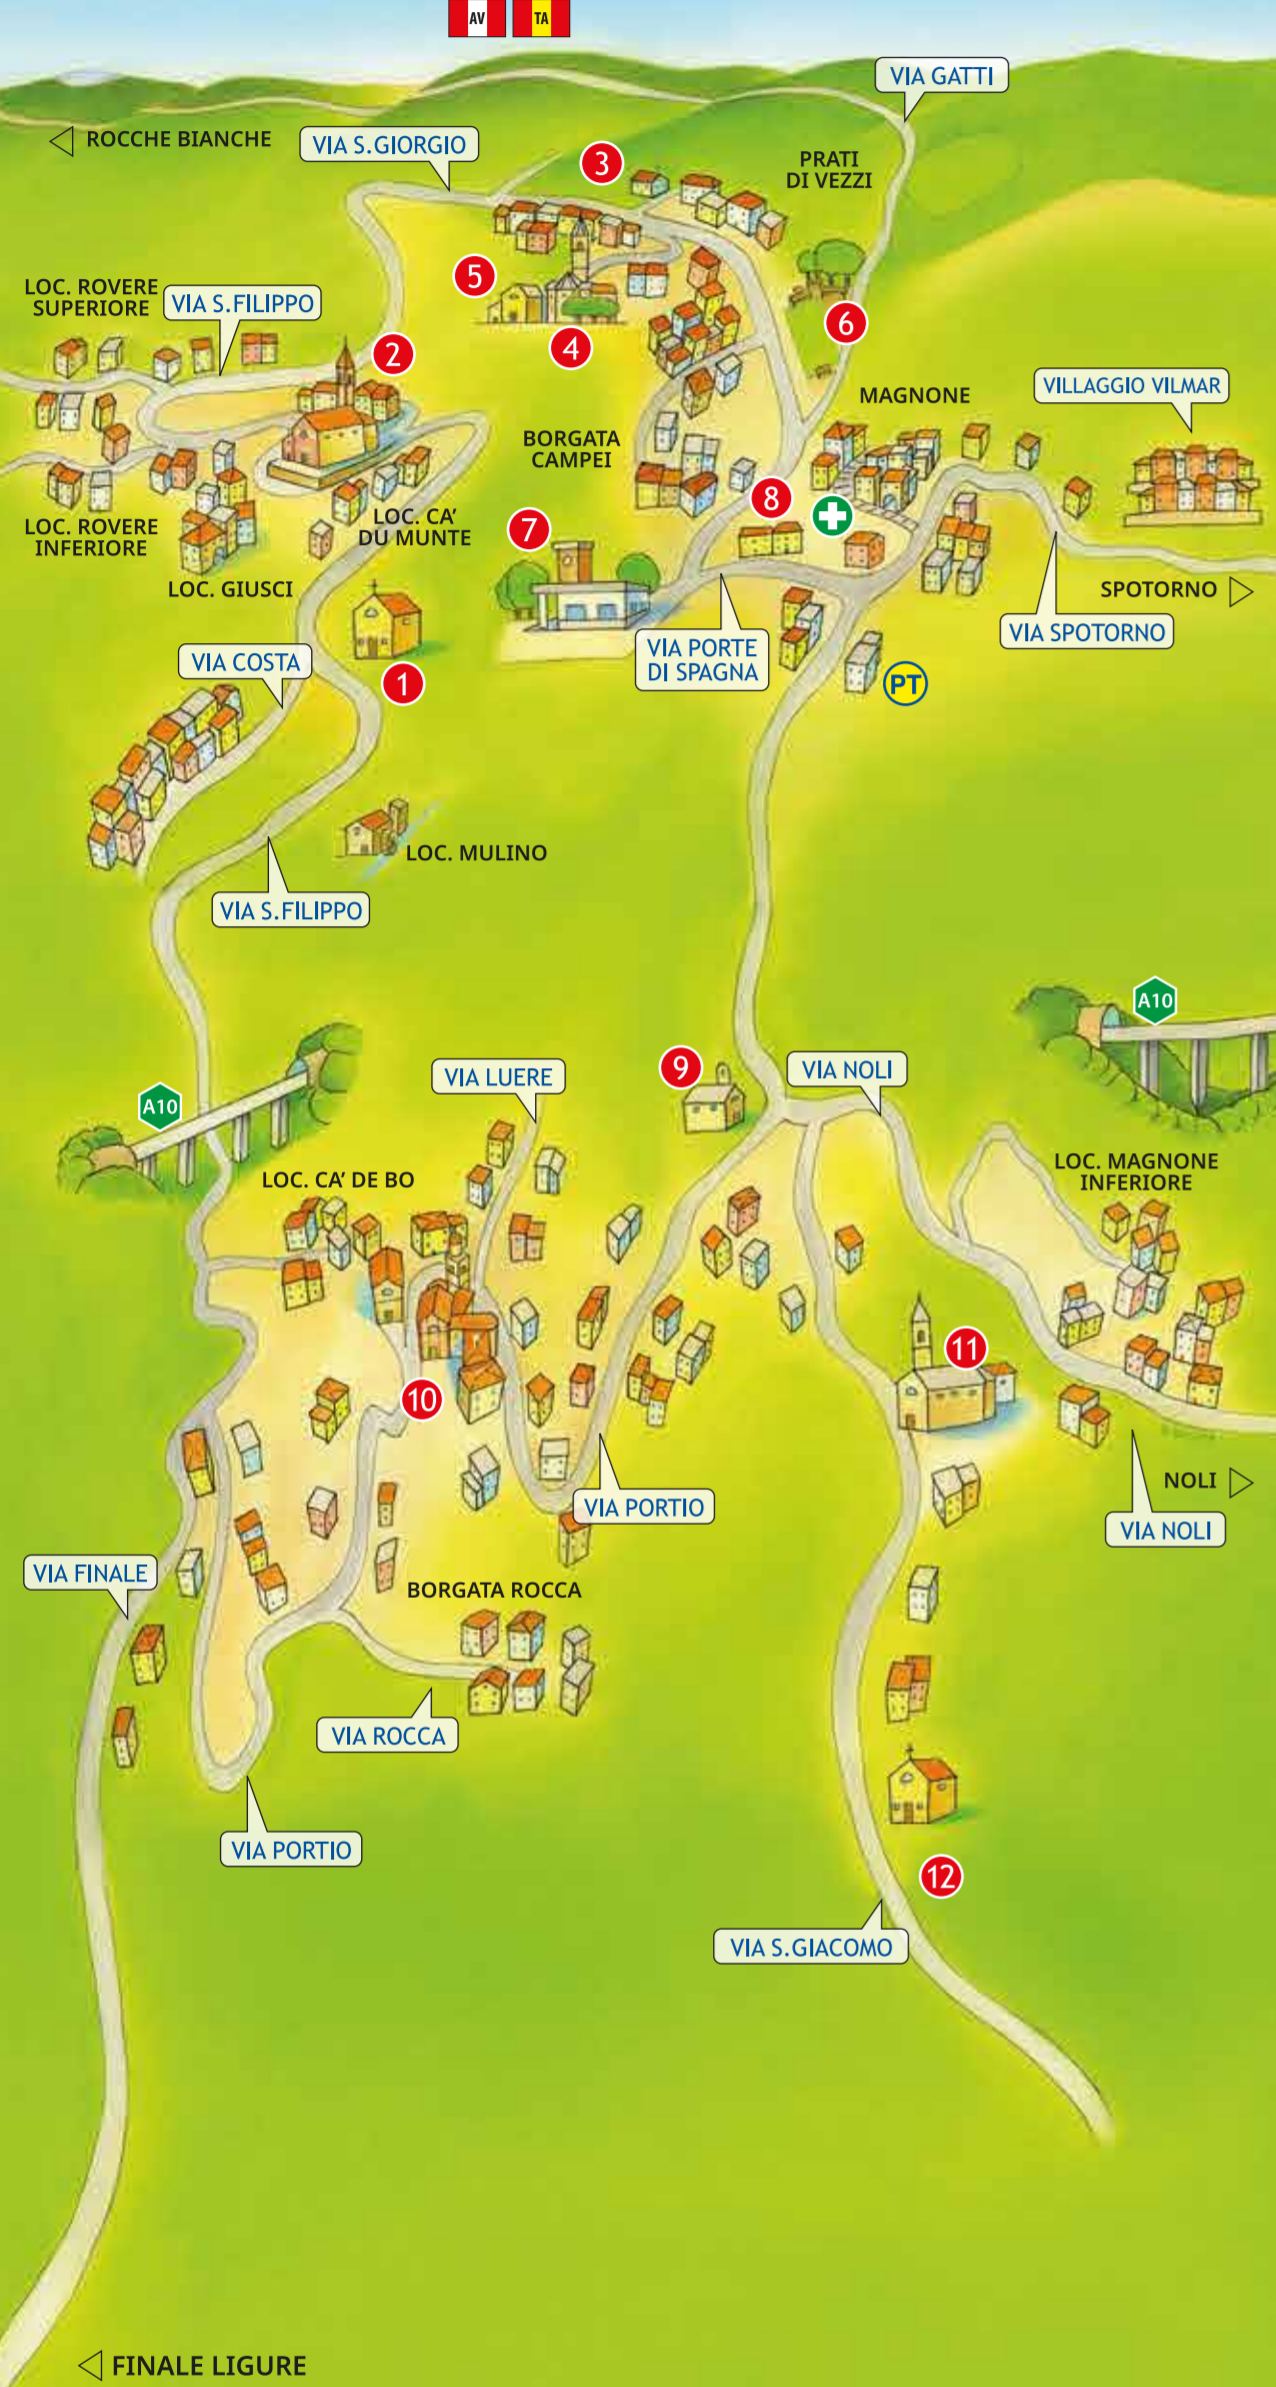 AV
TA
VIA GATTI
ROCCHE BIANCHE
VIA S.GIORGIO
3
PRATI
DI VEZZI
5
LOC. ROVERE
SUPERIORE
VIA S.FILIPPO
6
4
2
MAGNONE
VILLAGGIO VILMAR
BORGATA
CAMPEI
8
LOC. ROVERE
INFERIORE
LOC. CA'
DU MUNTE
7
LOC. GIUSCI
SPOTORNO
VIA SPOTORNO
VIA COSTA
VIA PORTE
DI SPAGNA
1
PT
LOC. MULINO
VIA S.FILIPPO
A10
A10
VIA LUERE
9
VIA NOLI
LOC. CA' DE BO
LOC. MAGNONE
INFERIORE
11
10
NOLI
VIA PORTIO
VIA NOLI
VIA FINALE
BORGATA ROCCA
VIA ROCCA
VIA PORTIO
12
VIA S.GIACOMO
FINALE LIGURE